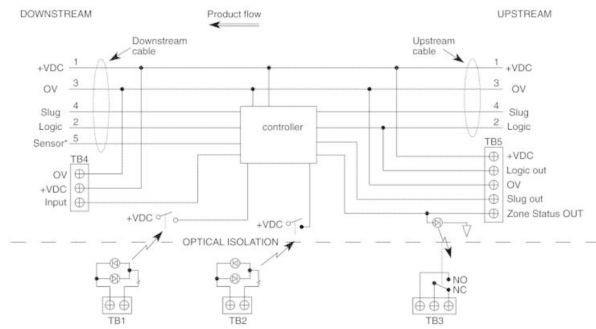 DOWNSTREAM
Product flow
UPSTREAM
Downstream cable
Upstream cable
+VDC 1
1 +VDC
OV 3
3 OV
Slug 4
4 Slug
Logic 2
2 Logic
Sensor* 5
controller
TB4
OV
+VDC
Input
TB5
+VDC
Logic out
OV
Slug out
Zone Status OUT
+VDC
+VDC
OPTICAL ISOLATION
NO
NC
TB1
TB2
TB3